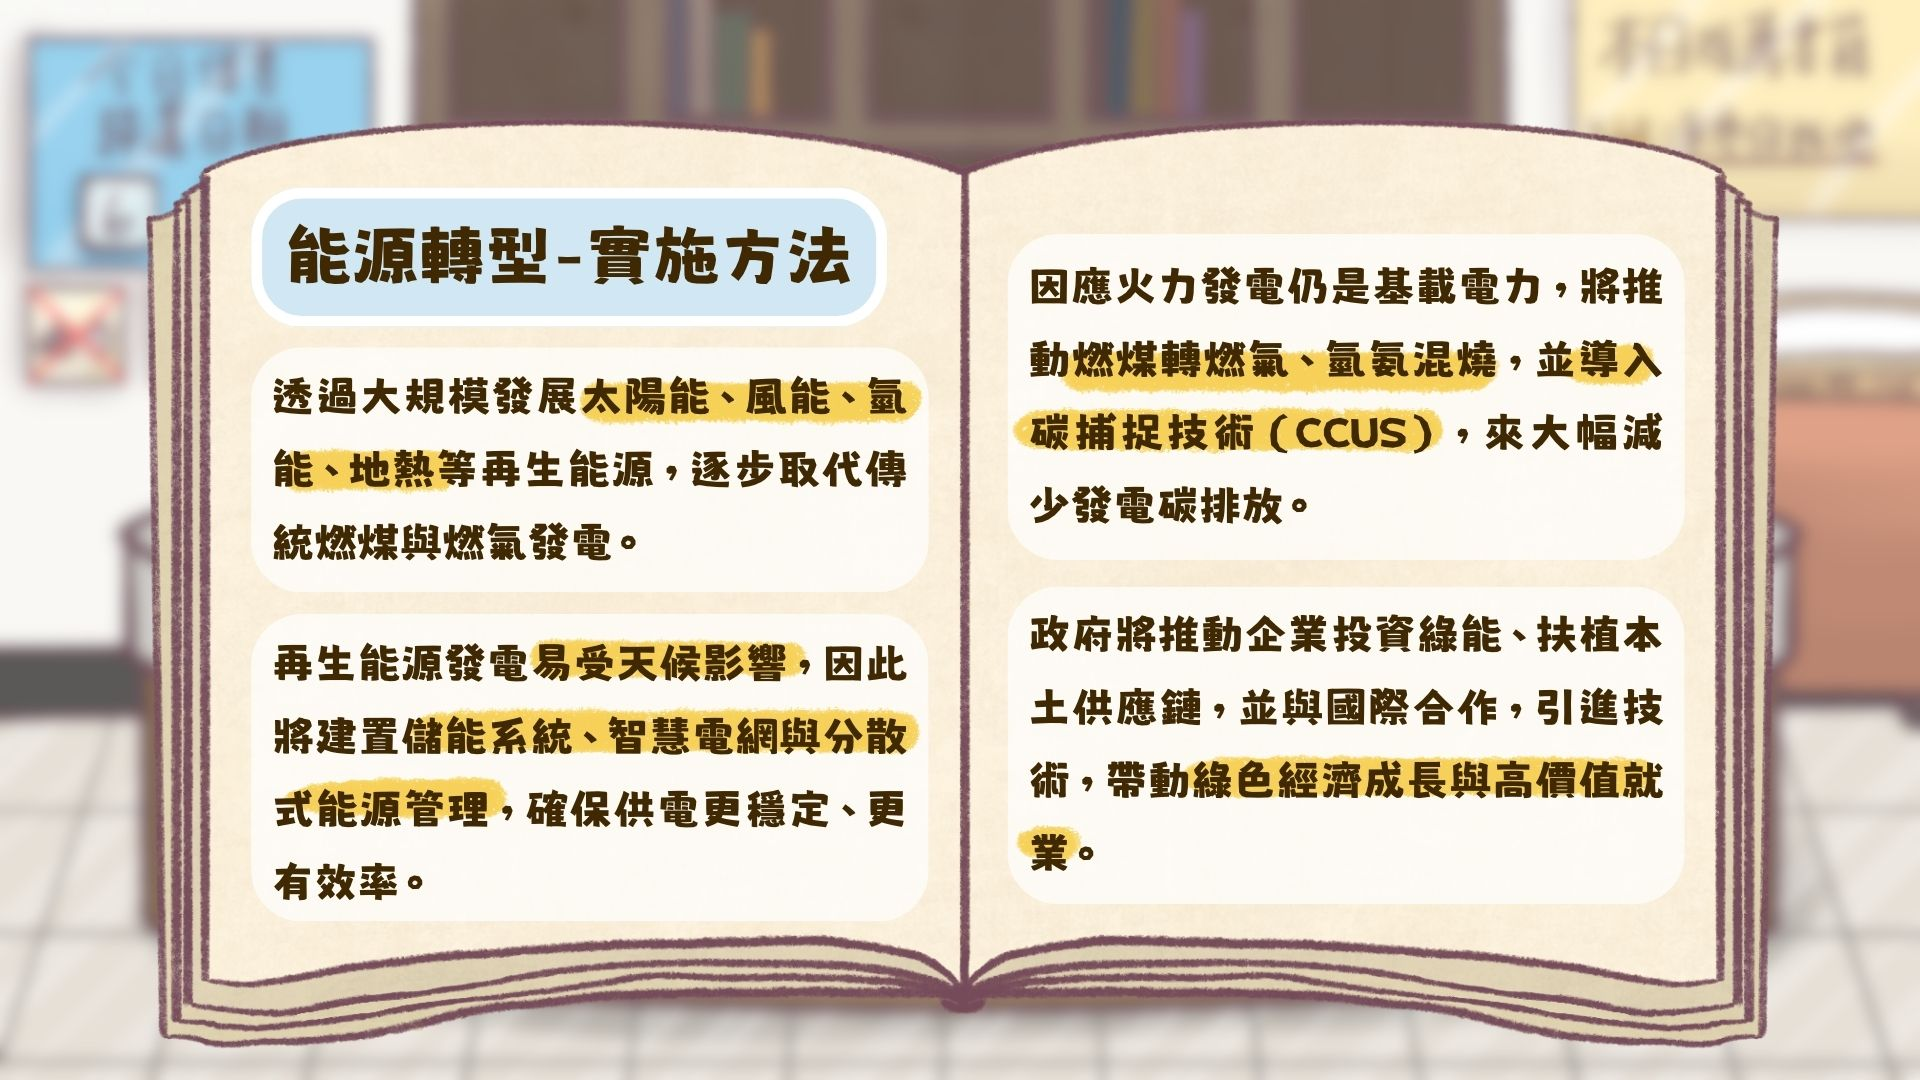 能源轉型-實施方法
透過大規模發展太陽能、風能、氫
能、地熱等再生能源，逐步取代傳
統燃煤與燃氣發電。
再生能源發電易受天候影響，因此
將建置儲能系統、智慧電網與分散
式能源管理，確保供電更穩定、更
有效率。
因應火力發電仍是基載電力，將推
動燃煤轉燃氣、氫氨混燒，並導入
碳捕捉技術（CCUS），來大幅減
少發電碳排放。
政府將推動企業投資綠能、扶植本
土供應鏈，並與國際合作，引進技
術，帶動綠色經濟成長與高價值就
業。